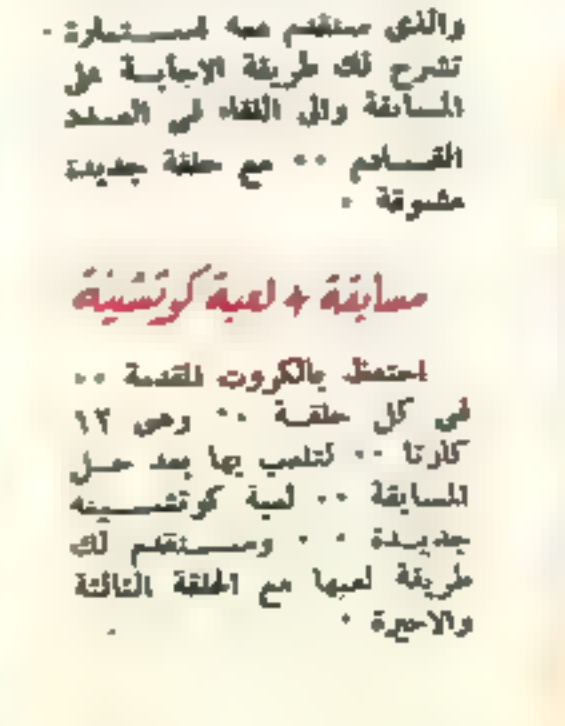 والذى سنقدم معه استمارة .
تشرح لك طريقة الاجابة على
المسابقة والى اللقاء فى العدد
القادم .. مع حلقة جديدة
مشوقة .
مسابقة + لعبة كوتشينة
احتفظ بالكروت المقدمة ..
فى كل حلقة .. وهى ١٢
كارتا .. لتلعب بها بعد حل
المسابقة .. لعبة كوتشينه
جديدة .. وسنقدم لك
طريقة لعبها مع الحلقة الثالثة
والاخيرة .